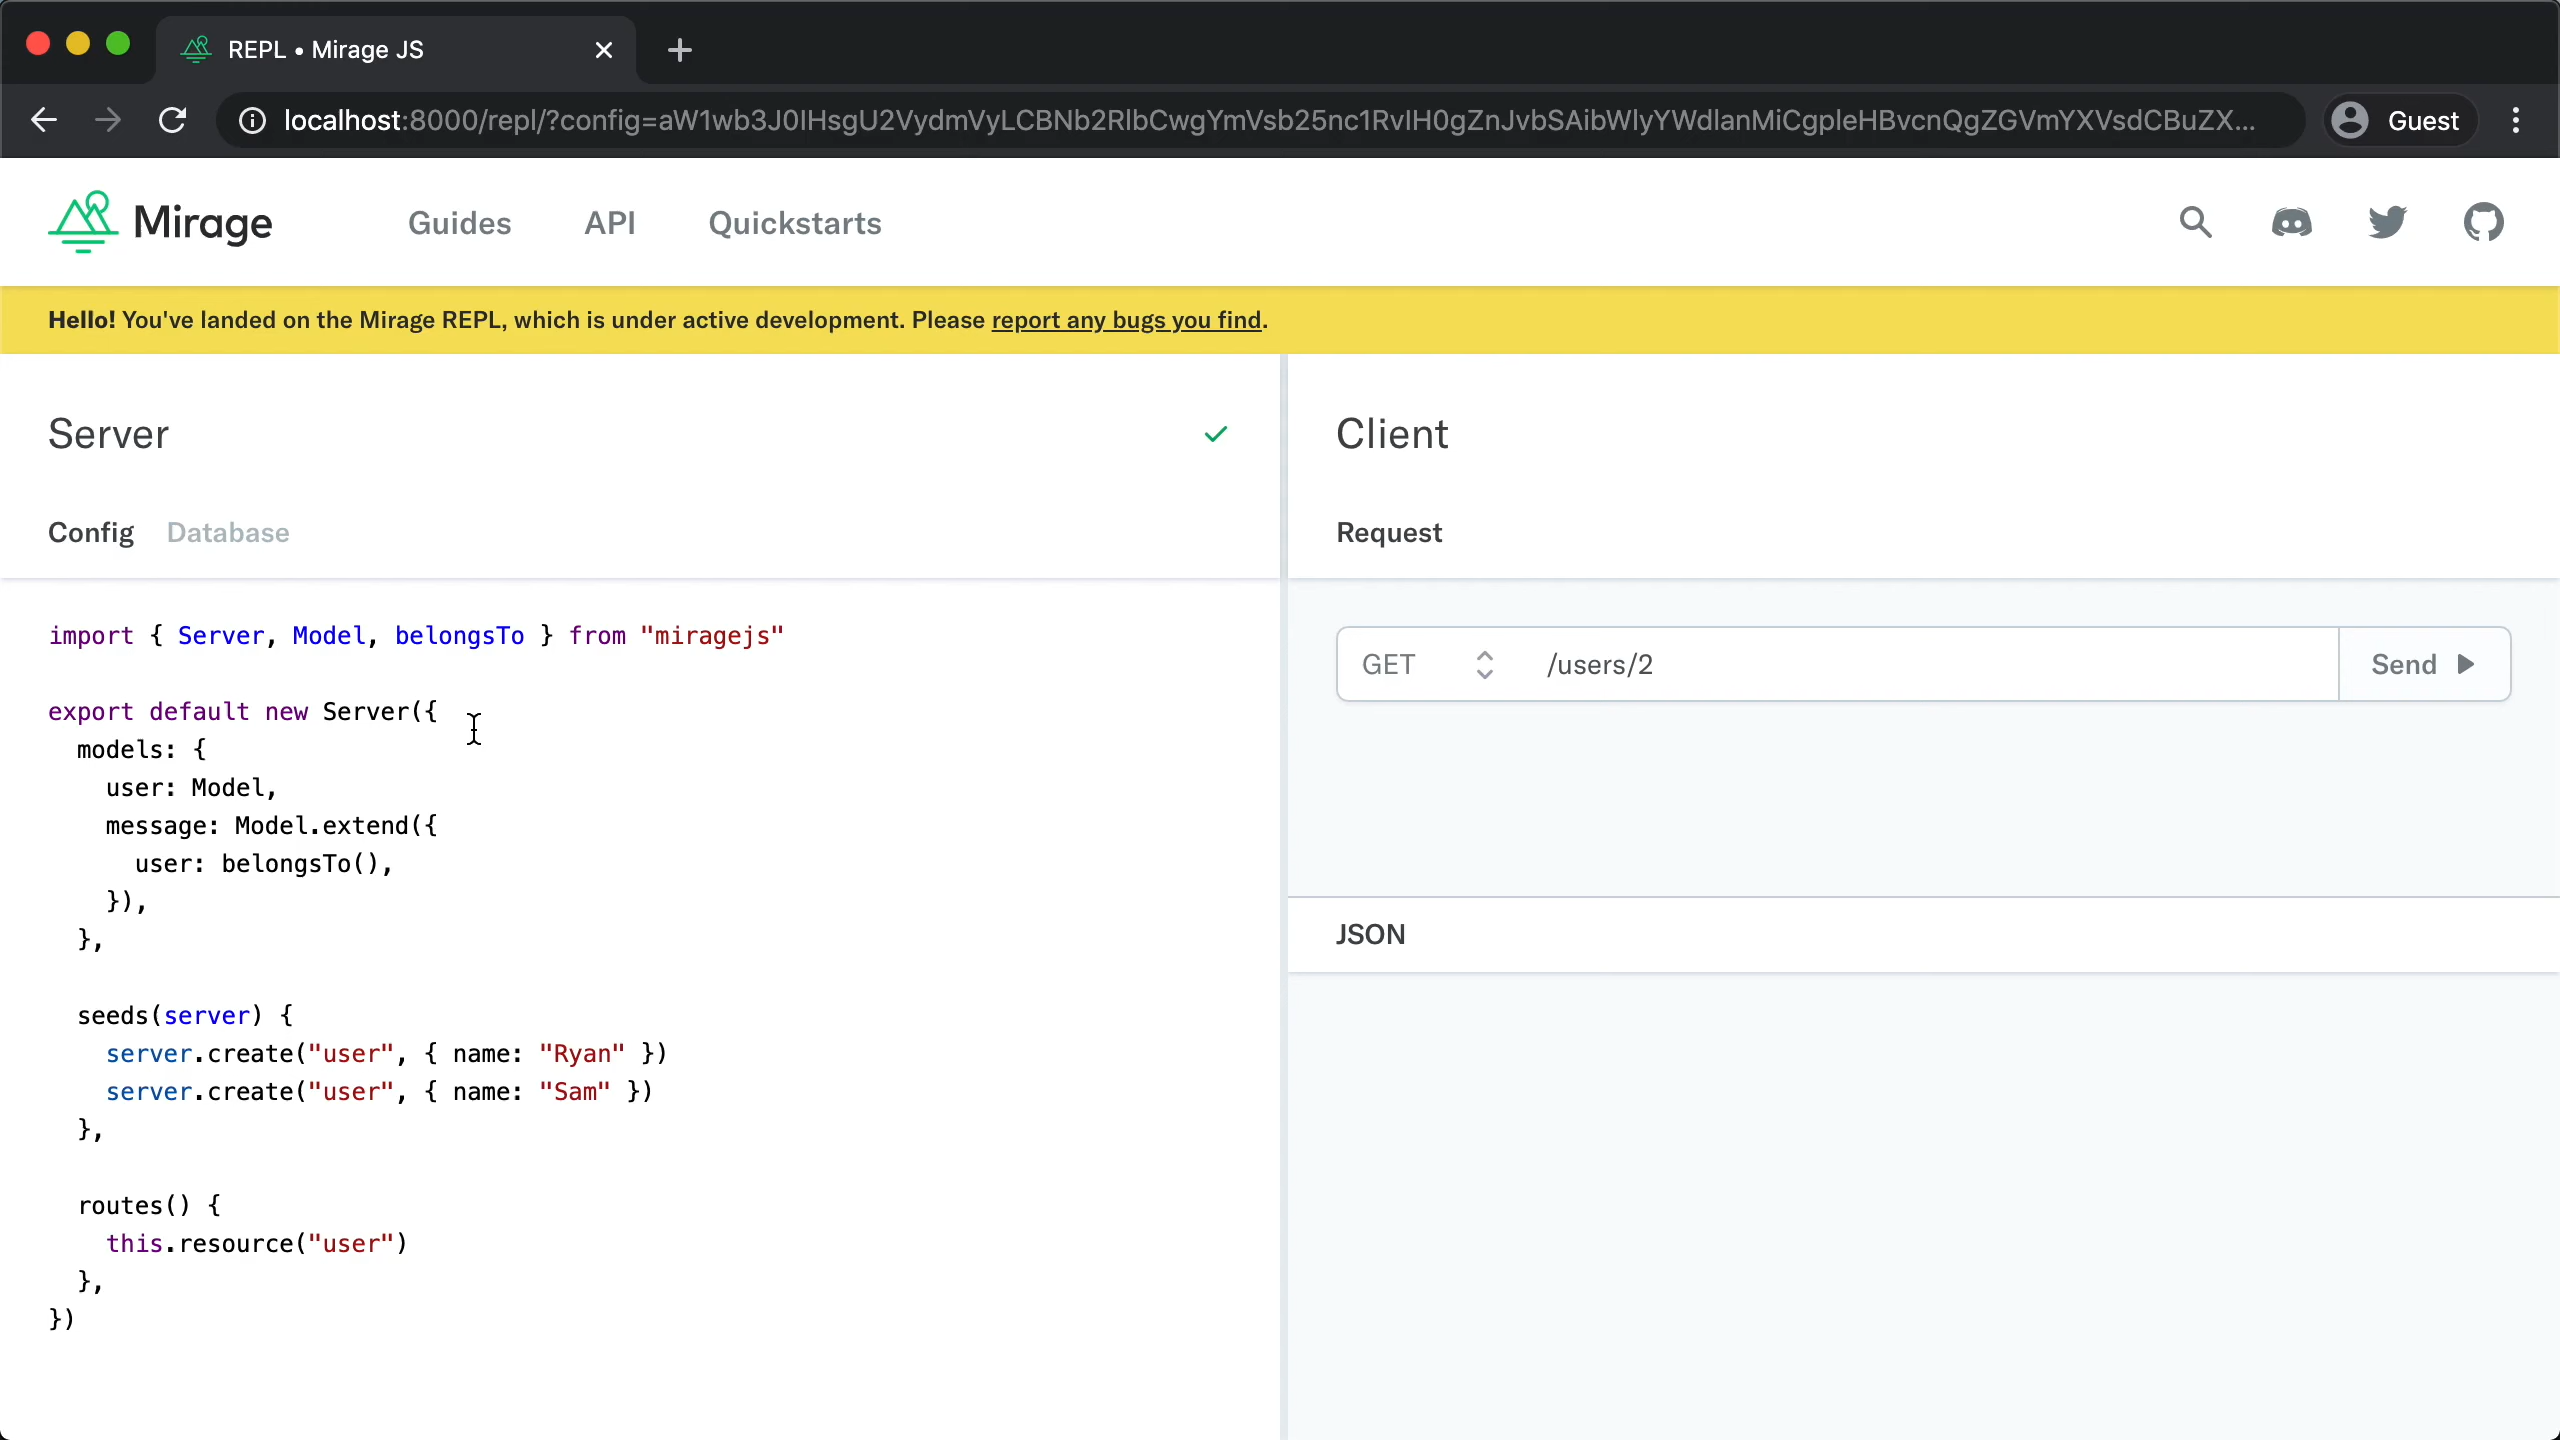 REPL • Mirage JS
localhost:8000/repl/?config=aW1wb3J0IHsgU2VydmVyLCBNb2RlbCwgYmVsb25nc1RvIH0gZnJvbSAibWlyYWdlanMiCgpleHBvcnQgZGVmYXVsdCBuZX...
Guest
Mirage
Guides
API
Quickstarts
Hello! You've landed on the Mirage REPL, which is under active development. Please report any bugs you find.
Server
Config Database
import { Server, Model, belongsTo } from "miragejs"
export default new Server({
models: {
user: Model,
message: Model.extend({
user: belongsTo(),
}),
},
seeds(server) {
server.create("user", { name: "Ryan" })
server.create("user", { name: "Sam" })
},
routes() {
this.resource("user")
},
})
Client
Request
GET
/users/2
Send
JSON